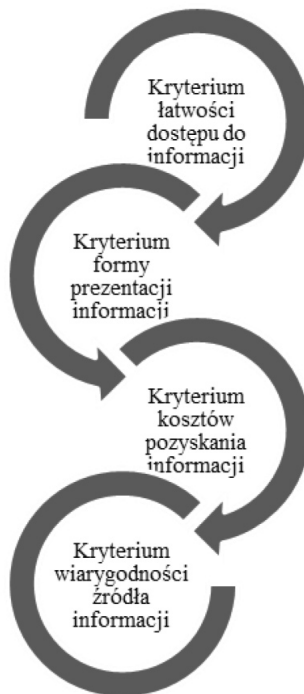 Kryterium
łatwości
dostępu do
informacji
Kryterium
formy
prezentacji
informacji
Kryterium
kosztów
pozyskania
informacji
Kryterium
wiarygodności
źródła
informacji